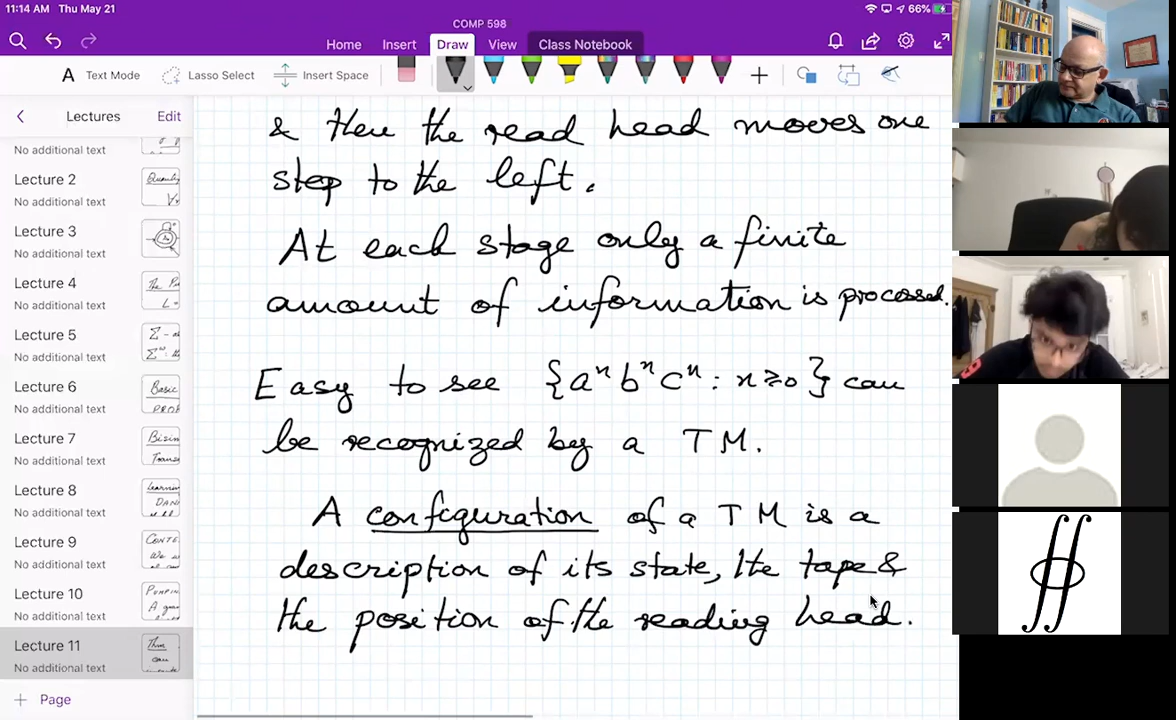 11:14 AM Thu May 21
66%
COMP 598
Home Insert Draw View Class Notebook
A Text Mode Lasso Select Insert Space
Lectures Edit
No additional text
Lecture 2
No additional text
Lecture 3
No additional text
Lecture 4
No additional text
Lecture 5
No additional text
Lecture 6
No additional text
Lecture 7
No additional text
Lecture 8
No additional text
Lecture 9
No additional text
Lecture 10
No additional text
Lecture 11
No additional text
+ Page
& then the read head moves one
step to the left.
At each stage only a finite
amount of information is processed.
Easy to see {aⁿbⁿcⁿ : n ≥ 0} can
be recognized by a TM.
A configuration of a TM is a
description of its state, the tape &
the position of the reading head.
∯